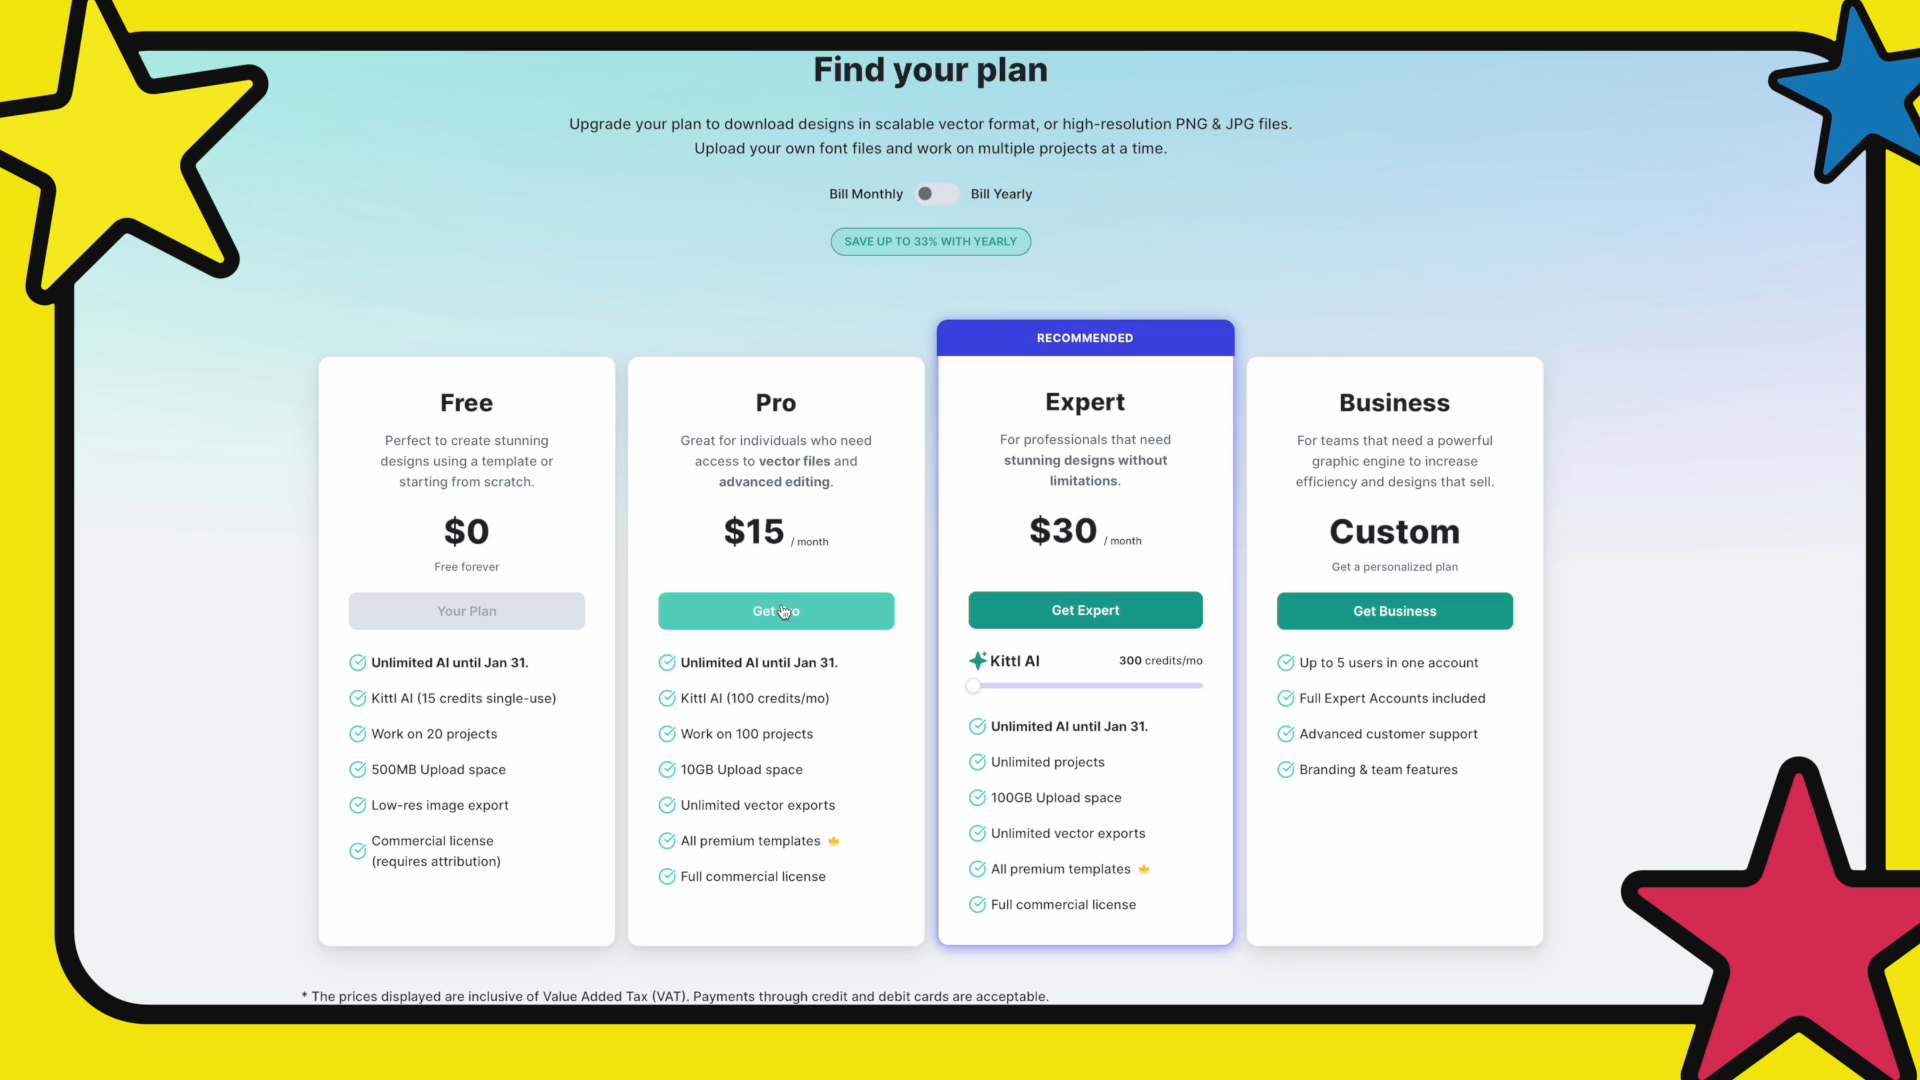 Find your plan
Upgrade your plan to download designs in scalable vector format, or high-resolution PNG & JPG files.
Upload your own font files and work on multiple projects at a time.
Bill Monthly
Bill Yearly
SAVE UP TO 33% WITH YEARLY
Free
Perfect to create stunning
designs using a template or
starting from scratch.
$0
Free forever
Your Plan
Unlimited AI until Jan 31.
Kittl AI (15 credits single-use)
Work on 20 projects
500MB Upload space
Low-res image export
Commercial license
(requires attribution)
Pro
Great for individuals who need
access to vector files and
advanced editing.
$15 / month
Get
Unlimited AI until Jan 31.
Kittl AI (100 credits/mo)
Work on 100 projects
10GB Upload space
Unlimited vector exports
All premium templates
Full commercial license
RECOMMENDED
Expert
For professionals that need
stunning designs without
limitations.
$30 / month
Get Expert
Kittl AI
300 credits/mo
Unlimited AI until Jan 31.
Unlimited projects
100GB Upload space
Unlimited vector exports
All premium templates
Full commercial license
Business
For teams that need a powerful
graphic engine to increase
efficiency and designs that sell.
Custom
Get a personalized plan
Get Business
Up to 5 users in one account
Full Expert Accounts included
Advanced customer support
Branding & team features
* The prices displayed are inclusive of Value Added Tax (VAT). Payments through credit and debit cards are acceptable.